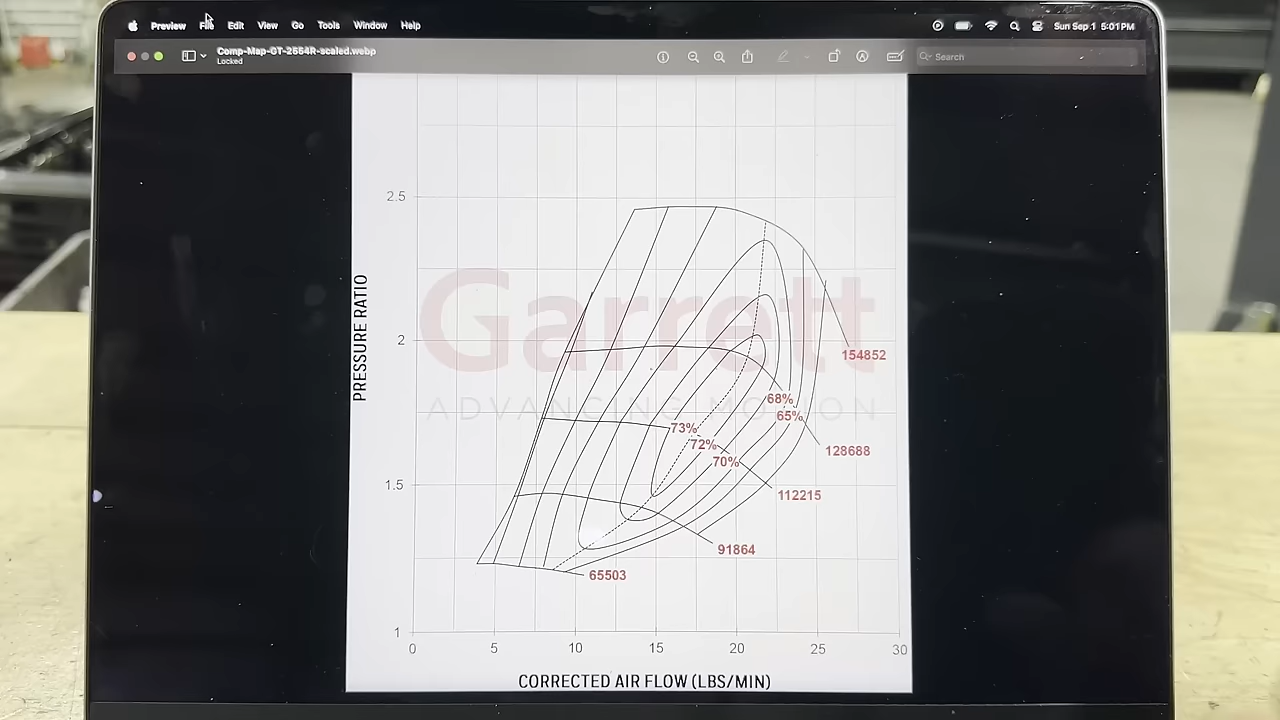 Preview File Edit View Go Tools Window Help
Sun Sep 1 5:01PM
Comp-Map-GT-2554R-scaled.webp
Locked
Search
2.5
Garrett
ADVANCING MOTION
PRESSURE RATIO
2
154852
68%
65%
73%
72%
128688
70%
1.5
112215
91864
65503
1
0 5 10 15 20 25 30
CORRECTED AIR FLOW (LBS/MIN)